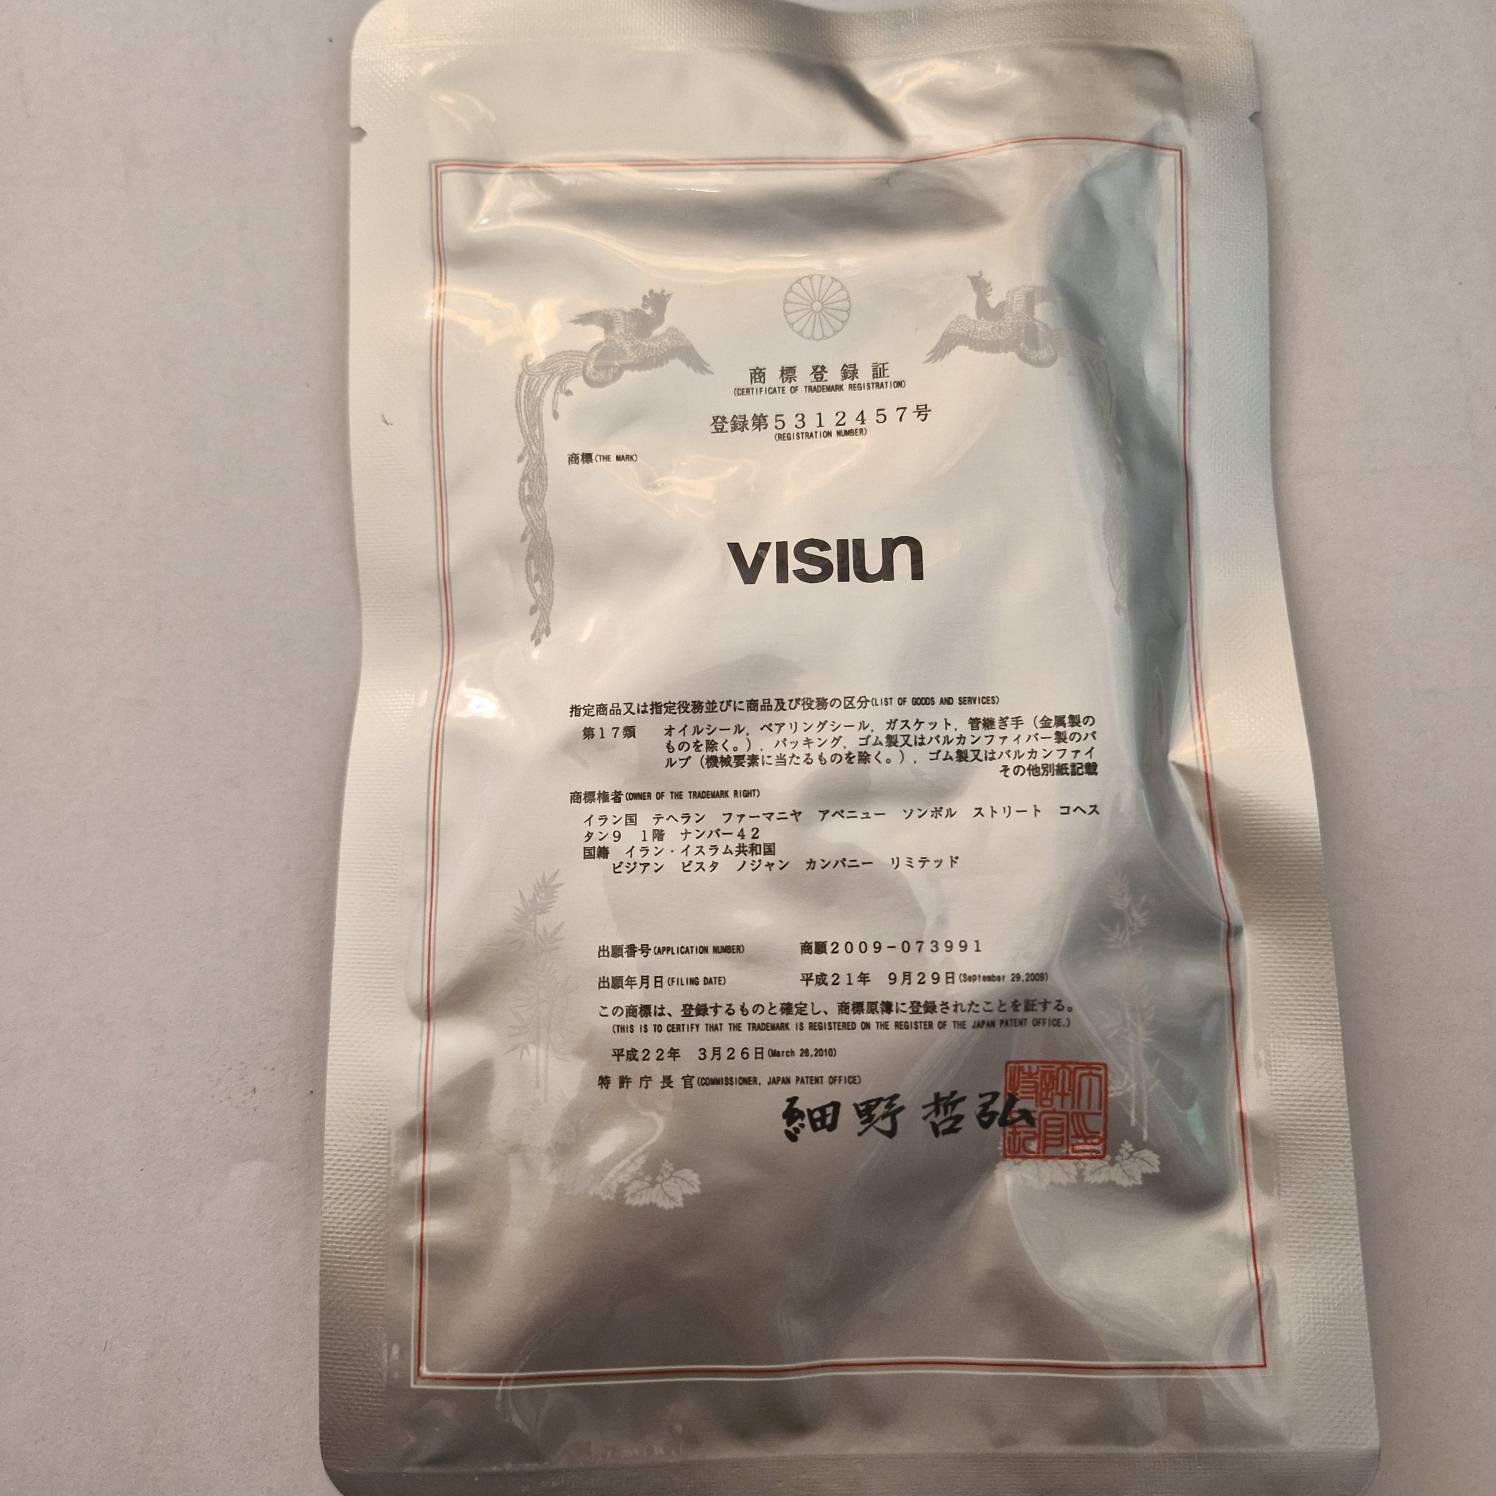 商標登録証
(CERTIFICATE OF TRADEMARK REGISTRATION)
登録第5312457号
(REGISTRATION NUMBER)
商標(THE MARK)
VISIUN
指定商品又は指定役務並びに商品及び役務の区分(LIST OF GOODS AND SERVICES)
第17類 オイルシール，ベアリングシール，ガスケット，管継ぎ手（金属製の
ものを除く。），パッキング，ゴム製又はバルカンファイバー製のバ
ルブ（機械要素に当たるものを除く。），ゴム製又はバルカンファイ
その他別紙記載
商標権者(OWNER OF THE TRADEMARK RIGHT)
イラン国 テヘラン ファーマニヤ アベニュー ソンボル ストリート コヘス
タン9 1階 ナンバー42
国籍 イラン・イスラム共和国
ビジアン ビスタ ノジャン カンパニー リミテッド
出願番号(APPLICATION NUMBER) 商願2009-073991
出願年月日(FILING DATE) 平成21年 9月29日(September 29,2009)
この商標は、登録するものと確定し、商標原簿に登録されたことを証する。
(THIS IS TO CERTIFY THAT THE TRADEMARK IS REGISTERED ON THE REGISTER OF THE JAPAN PATENT OFFICE.)
平成22年 3月26日(March 26,2010)
特許庁長官(COMMISSIONER, JAPAN PATENT OFFICE)
細野哲弘